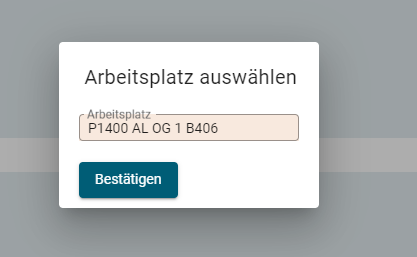 Arbeitsplatz auswählen
Arbeitsplatz
P1400 AL OG 1 B406
Bestätigen